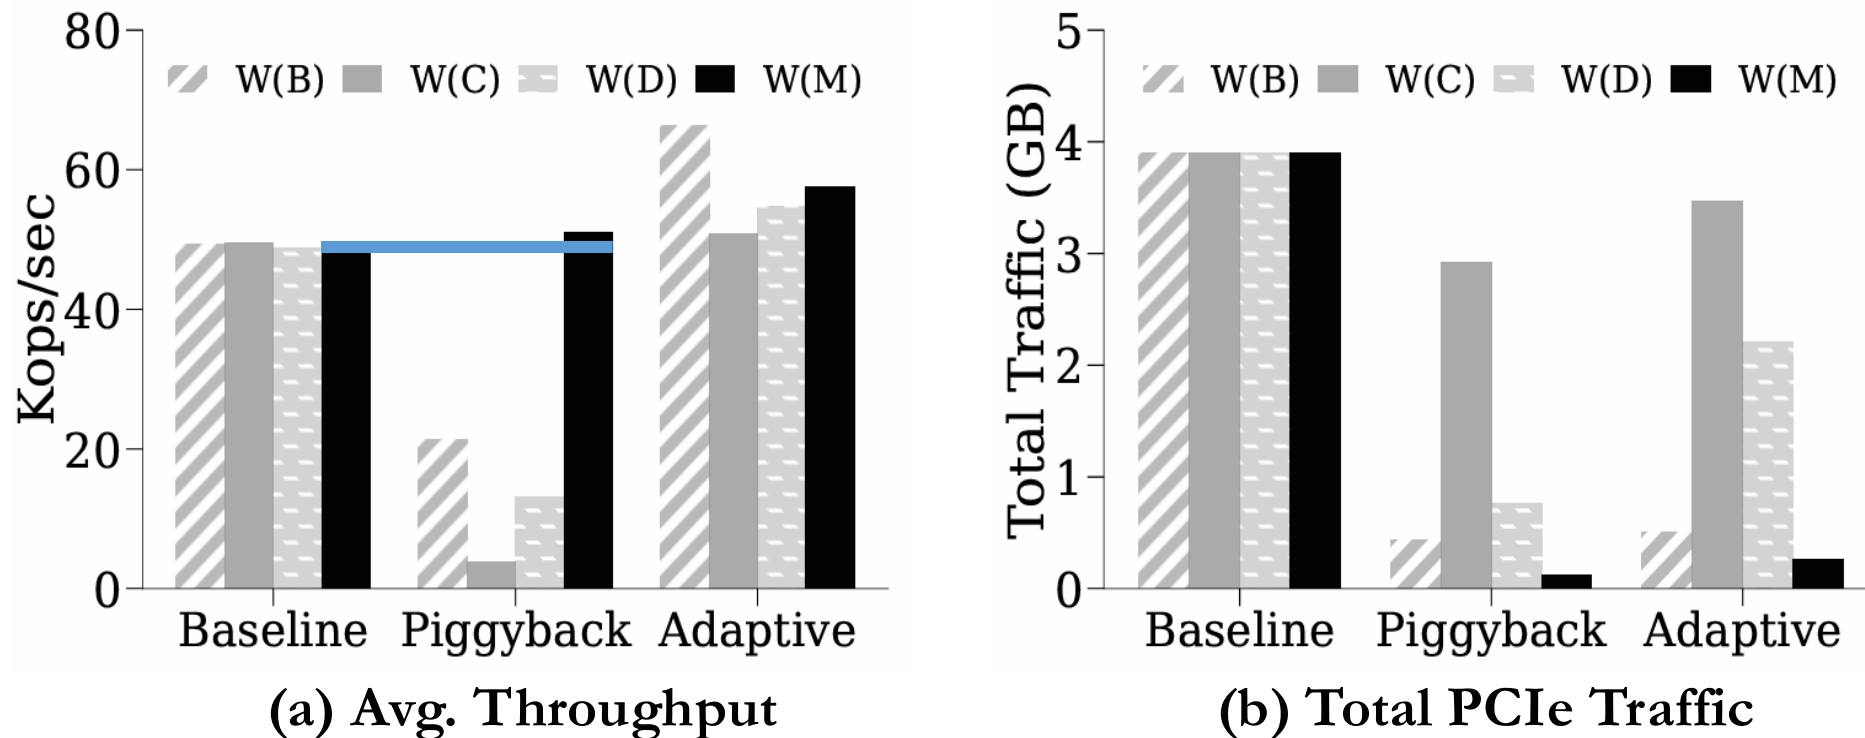 80
60
40
20
0
Kops/sec
W(B) W(C) W(D) W(M)
Baseline Piggyback Adaptive
(a) Avg. Throughput
5
4
3
2
1
0
Total Traffic (GB)
W(B) W(C) W(D) W(M)
Baseline Piggyback Adaptive
(b) Total PCIe Traffic